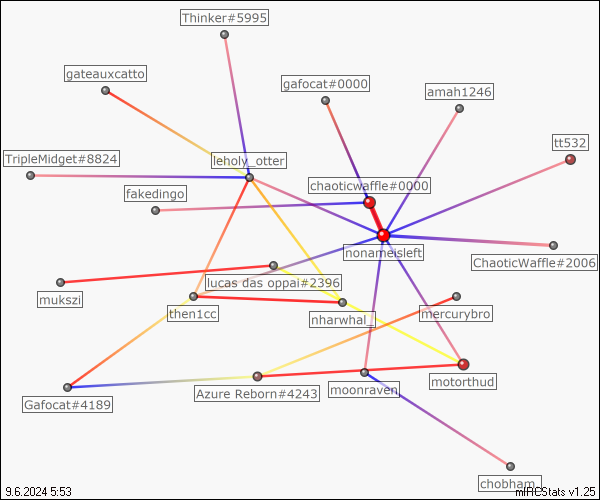 Thinker#5995
gateauxcatto
gafocat#0000
amah1246
tt532
TripleMidget#8824
leholy_otter
chaoticwaffle#0000
fakedingo
nonameisleft
ChaoticWaffle#2006
lucas das oppai#2396
mukszi
then1cc
nharwhal_
mercurybro
Azure Reborn#4243
moonraven
motorthud
Gafocat#4189
chobham_
9.6.2024 5:53
mIRCStats v1.25